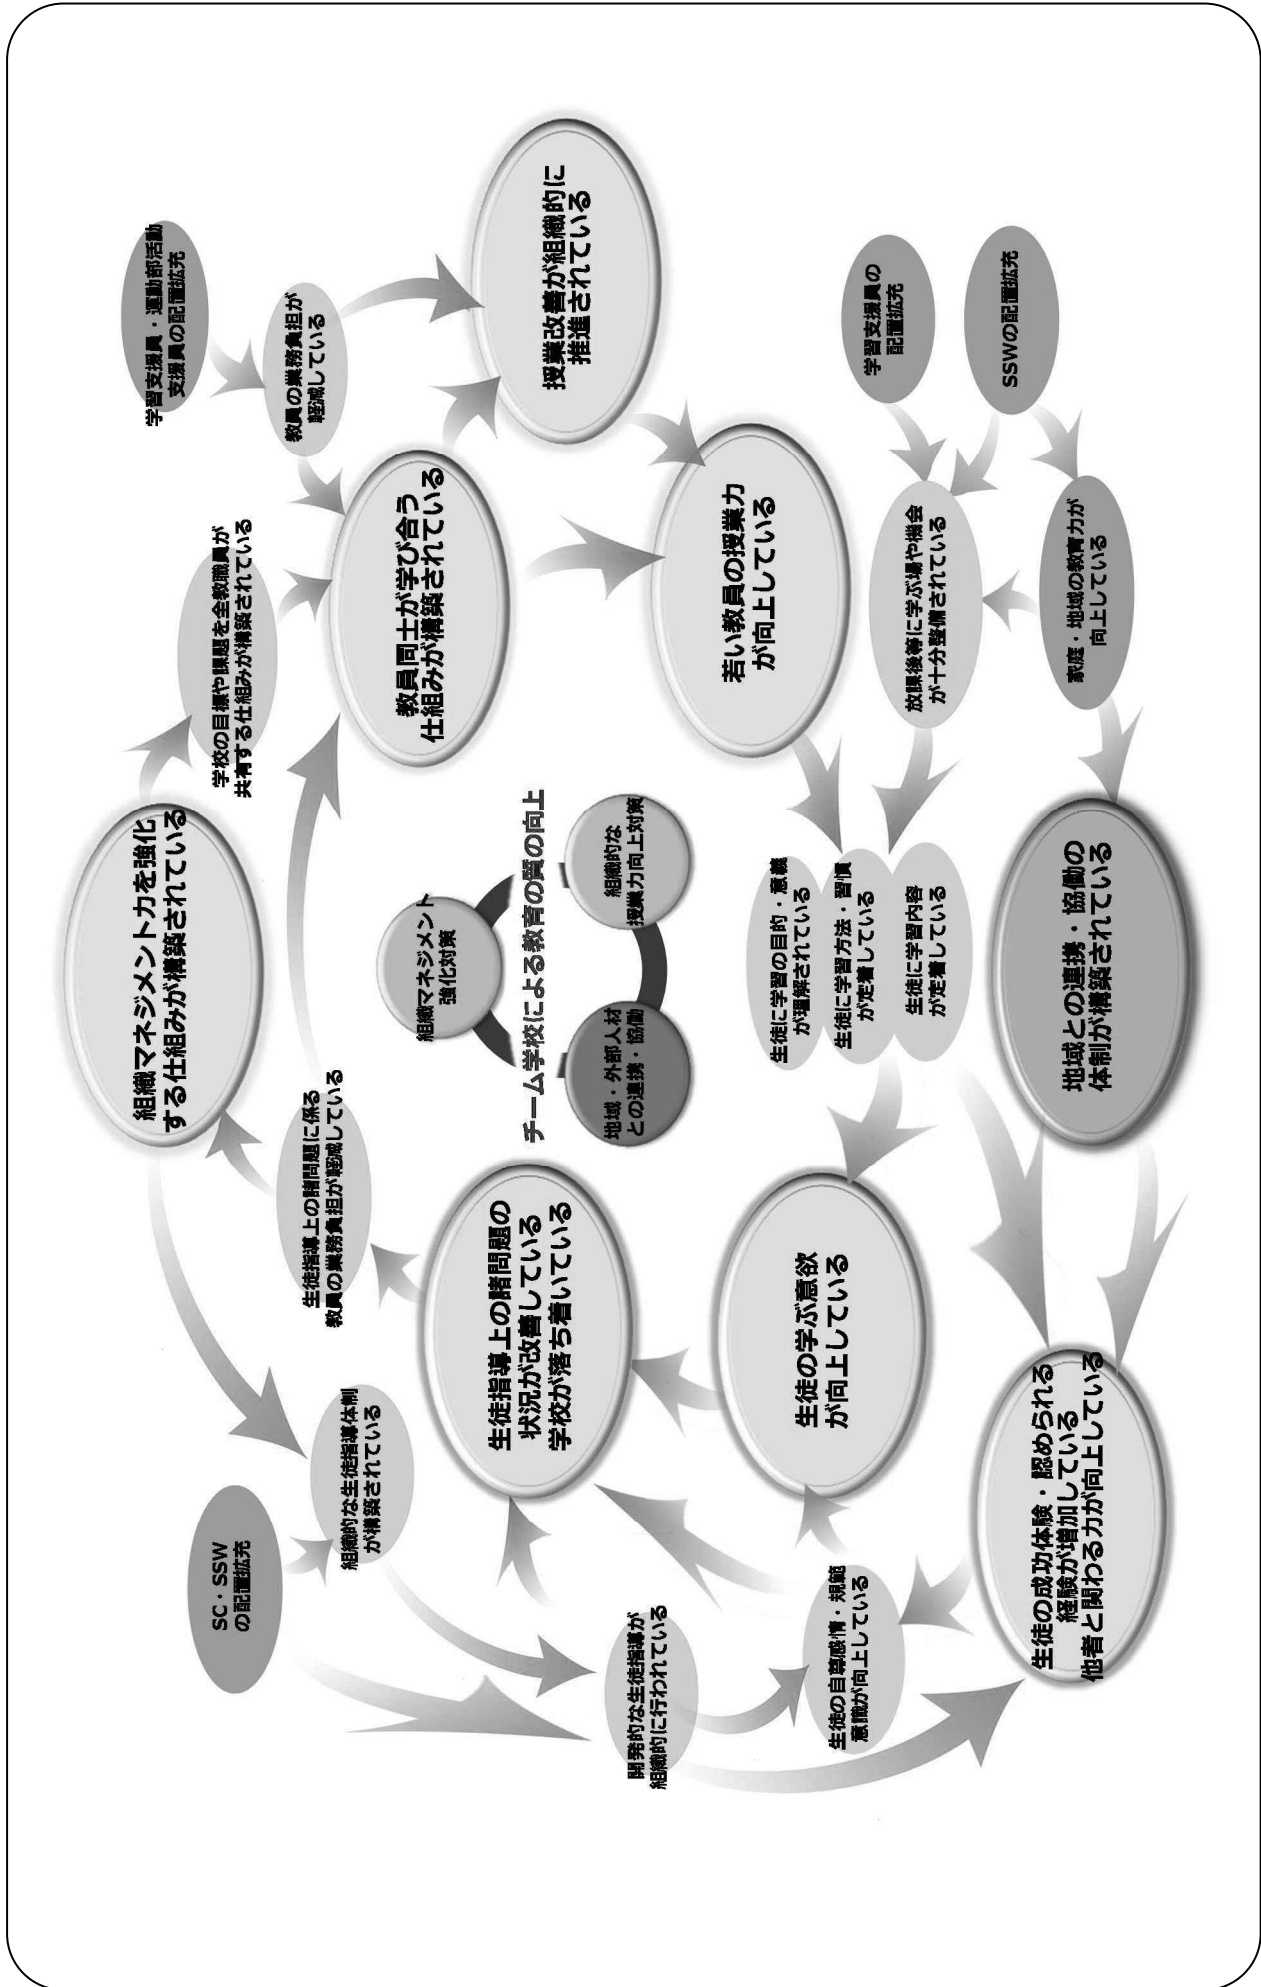 組織マネジメント力を強化
する仕組みが構築されている
学習支援員・運動部活動
支援員の配置拡充
SC・SSW
の配置拡充
学校の目標や課題を全教職員が
共有する仕組みが構築されている
教員の業務負担が
軽減している
生徒指導上の諸問題に係る
教員の業務負担が軽減している
組織的な生徒指導体制
が構築されている
教員同士が学び合う
仕組みが構築されている
授業改善が組織的に
推進されている
組織マネジメント
強化対策
チーム学校による教育の質の向上
地域・外部人材
との連携・協働
組織的な
授業力向上対策
生徒指導上の諸問題の
状況が改善している
学校が落ち着いている
開発的な生徒指導が
組織的に行われている
若い教員の授業力
が向上している
生徒の学ぶ意欲
が向上している
生徒に学習の目的・意義
が理解されている
生徒に学習方法・習慣
が定着している
生徒に学習内容
が定着している
生徒の自尊感情・規範
意識が向上している
放課後等に学ぶ場や機会
が十分整備されている
学習支援員の
配置拡充
SSWの配置拡充
家庭・地域の教育力が
向上している
地域との連携・協働の
体制が構築されている
生徒の成功体験・認められる
経験が増加している
他者と関わる力が向上している